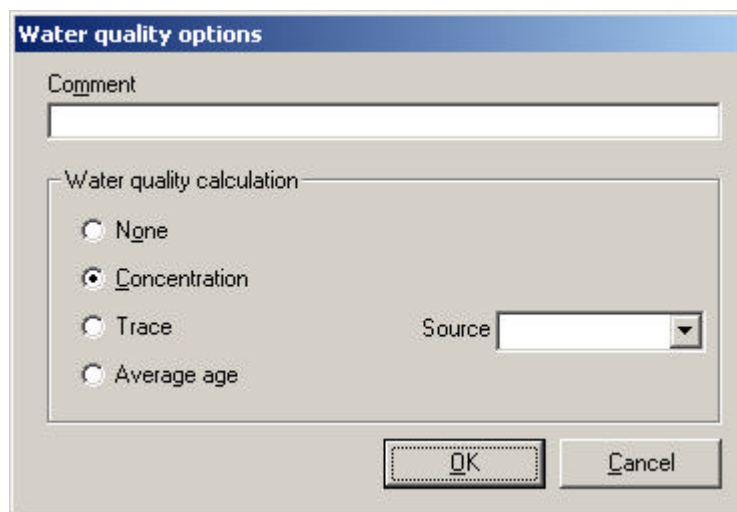 Water quality options
Comment
Water quality calculation
None
Concentration
Trace
Source
Average age
OK
Cancel